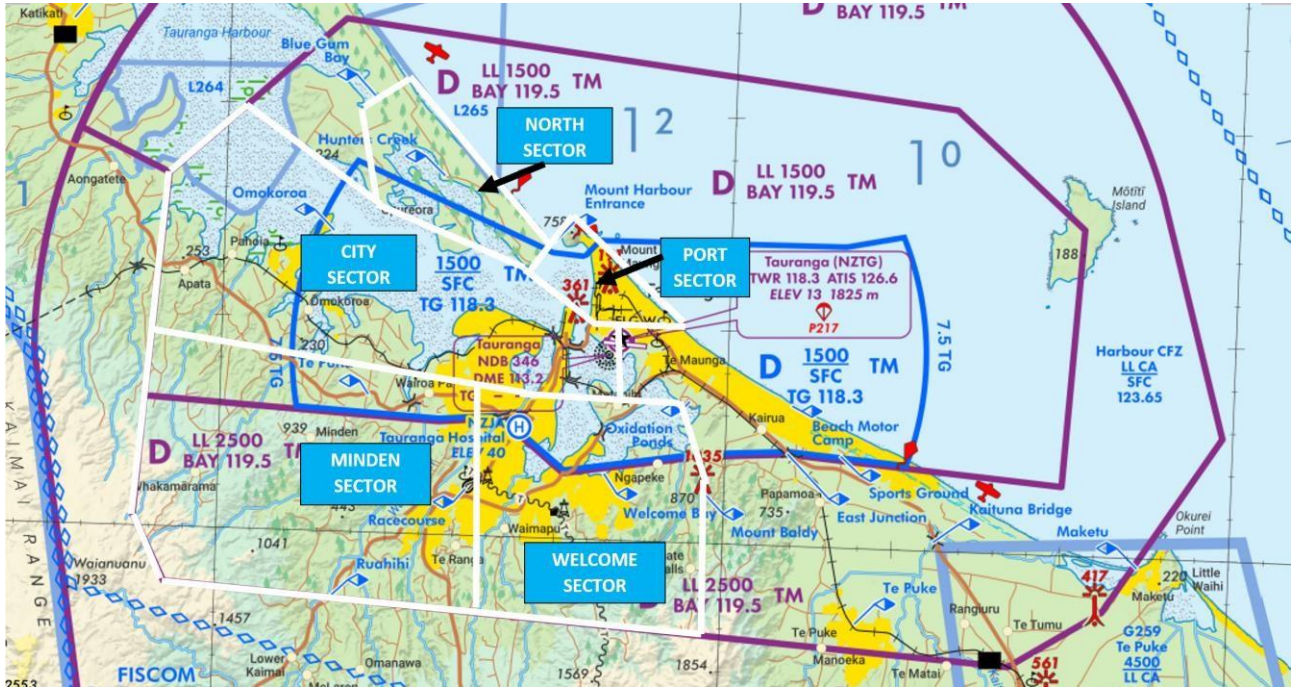 Katikati
Tauranga Harbour
Blue Gum
Bay
L264
D LL 1500 TM
BAY 119.5
L265
D
BAY 119.5 TM
1 2
1 0
NORTH
SECTOR
Hunters Creek
224
Aongatete
Omokoroa
D LL 1500 TM
BAY 119.5
Mount Harbour
Entrance
758
Mount
Mōtītī
Island
188
253
Pahoia
Apata
CITY
SECTOR
1500
SFC
TG 118.3
TM
Omokoroa
PORT
SECTOR
361
Tauranga (NZTG)
TWR 118.3 ATIS 126.6
ELEV 13 1825 m
P217
230
Te Puna
7.5 TG
Wairoa Pa
Tauranga
NDB 346
DME 113.2
Te Maunga
D 1500 TM
SFC
TG 118.3
7.5 TG
Harbour CFZ
LL CA
SFC
123.65
1
KAIMAI RANGE
939
Minden
D LL 2500
BAY 119.5
NZJA
Tauranga Hospital
ELEV 40
H
Oxidation
Ponds
Kairua
Beach Motor
Camp
MINDEN
SECTOR
Whakamārama
Ngapeke
870
Welcome Bay
Papamoa
735
Sports Ground
East Junction
Kaituna Bridge
Okurei
Point
Racecourse
Waimapu
Mount Baldy
Maketu
1041
Waianuanu
1933
Ruahihi
WELCOME
SECTOR
LL 2500 TM
BAY 119.5
Te Puke
417
220
Little
Waihi
Maketu
Rangiuru
Te Tumu
1457
Te Puke
Manoeka
G259
Te Puke
4500
LL CA
Lower
Kaimai
Omanawa
1569
1854
Te Matai
561
2553
FISCOM